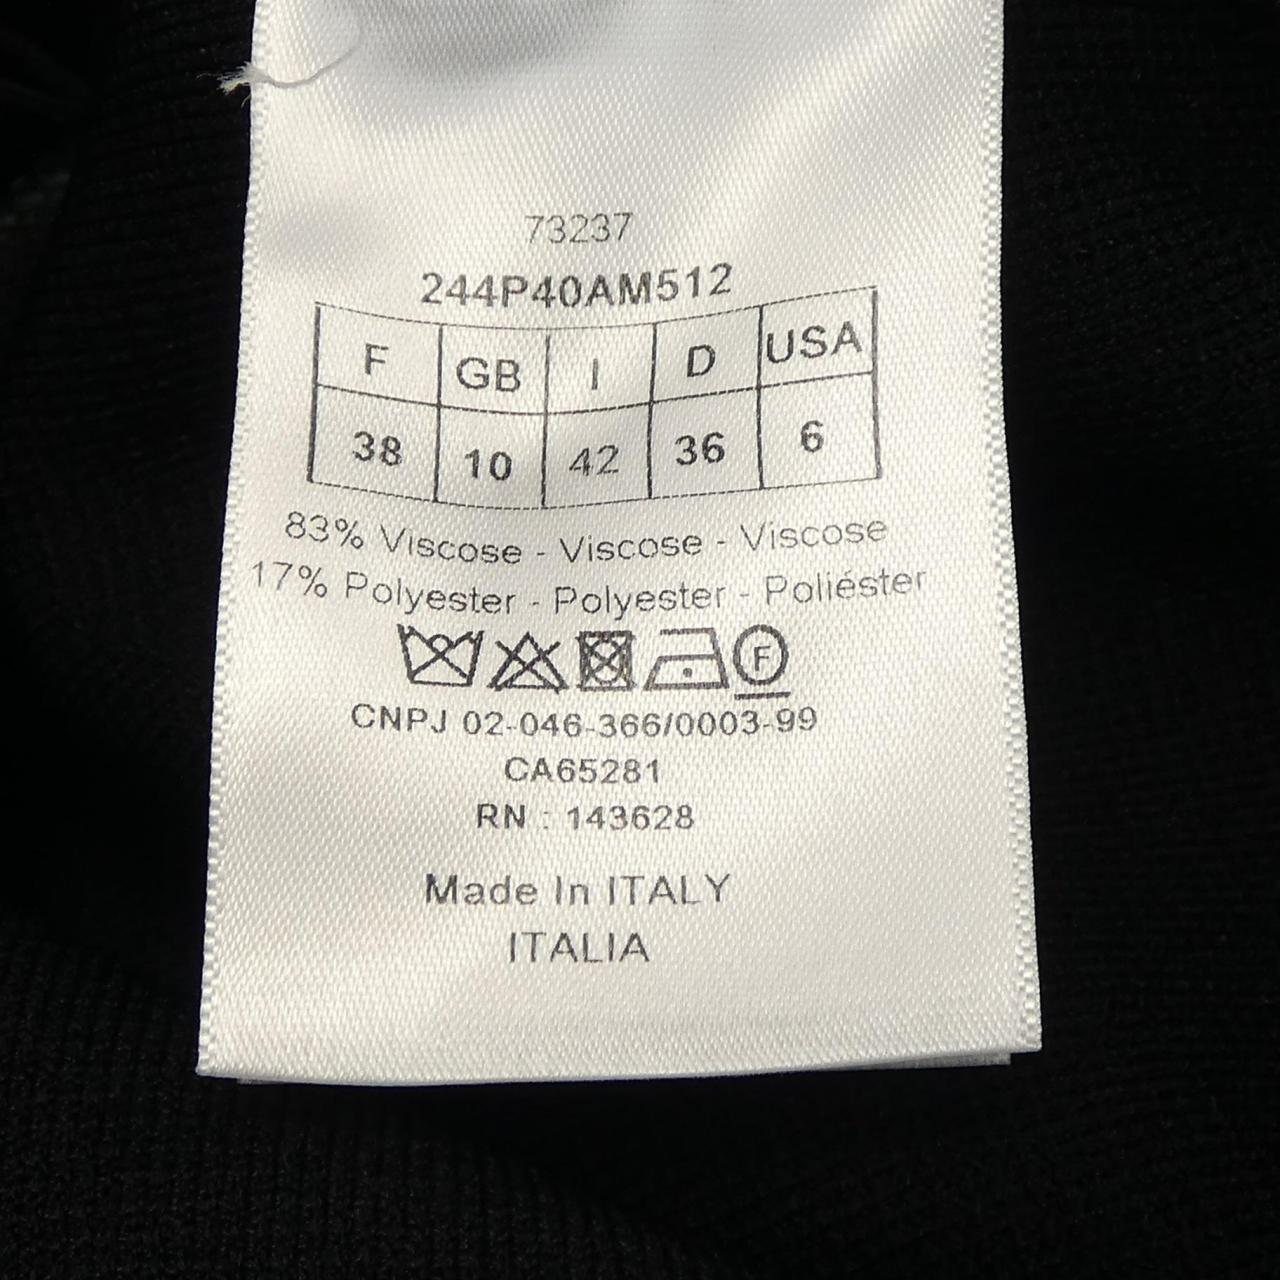 73237
244P40AM512
F GB I D USA
38 10 42 36 6
83% Viscose - Viscose - Viscose
17% Polyester - Polyester - Poliéster
F
CNPJ 02-046-366/0003-99
CA65281
RN : 143628
Made In ITALY
ITALIA